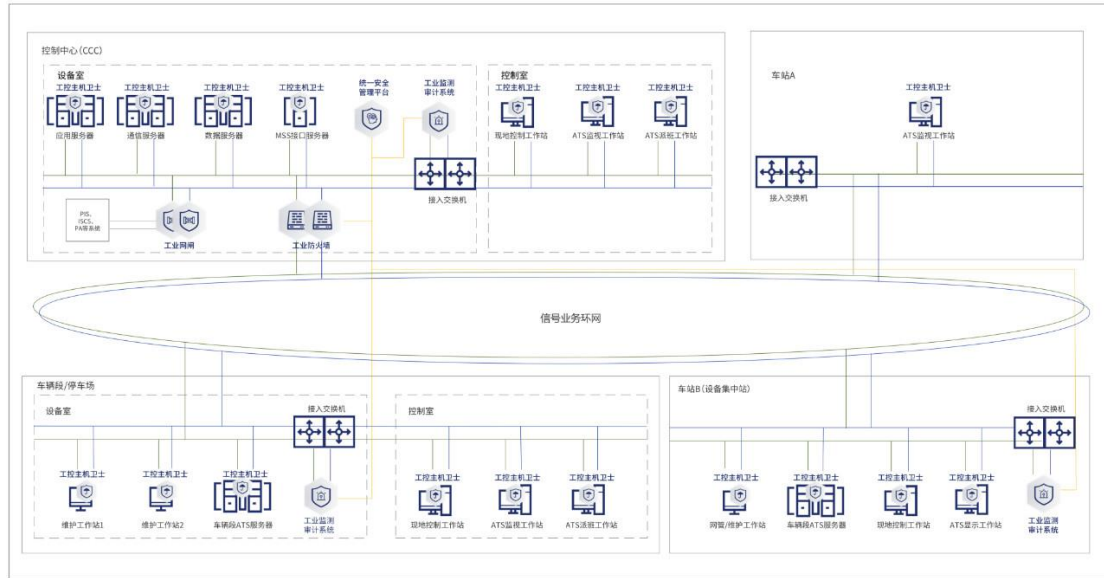 控制中心(CCC)
设备室
工控主机卫士
工控主机卫士
工控主机卫士
工控主机卫士
统一安全
管理平台
工业监测
审计系统
应用服务器
通信服务器
数据服务器
MSS接口服务器
接入交换机
PIS、
ISCS、
PA等系统
工业网闸
工业防火墙
控制室
工控主机卫士
工控主机卫士
工控主机卫士
现地控制工作站
ATS监视工作站
ATS派班工作站
车站A
工控主机卫士
ATS监视工作站
接入交换机
信号业务环网
车辆段/停车场
设备室
接入交换机
工控主机卫士
工控主机卫士
工控主机卫士
维护工作站1
维护工作站2
车辆段ATS服务器
工业监测
审计系统
控制室
工控主机卫士
工控主机卫士
工控主机卫士
现地控制工作站
ATS监视工作站
ATS派班工作站
车站B(设备集中站)
接入交换机
工控主机卫士
工控主机卫士
工控主机卫士
工控主机卫士
网管/维护工作站
车辆段ATS服务器
现地控制工作站
ATS显示工作站
工业监测
审计系统